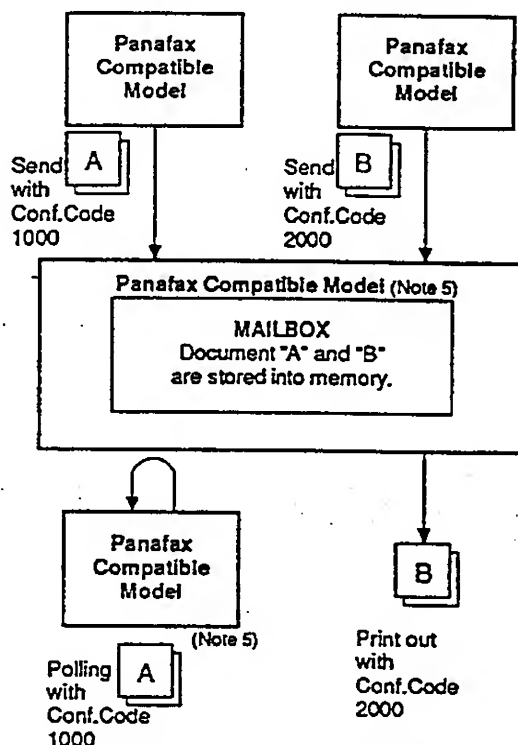 Panafax
Compatible
Model
Panafax
Compatible
Model
A
Send
with
Conf.Code
1000
B
Send
with
Conf.Code
2000
Panafax Compatible Model (Note 5)
MAILBOX
Document "A" and "B"
are stored into memory.
Panafax
Compatible
Model
(Note 5)
B
Polling
with
Conf.Code
1000
A
Print out
with
Conf.Code
2000